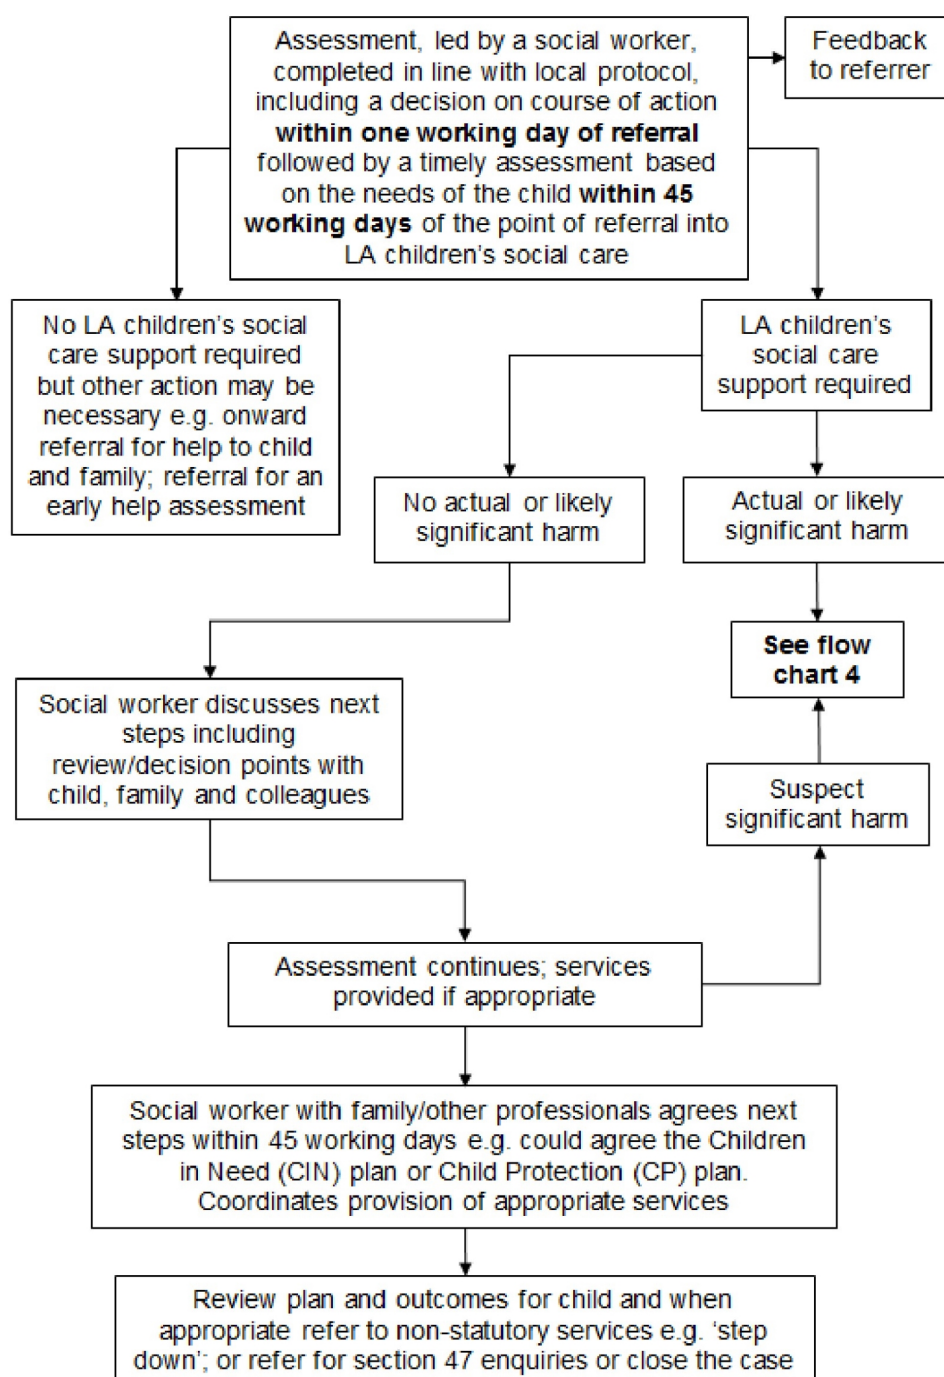 Assessment, led by a social worker,
completed in line with local protocol,
including a decision on course of action
within one working day of referral
followed by a timely assessment based
on the needs of the child within 45
working days of the point of referral into
LA children's social care
Feedback
to referrer
No LA children's social
care support required
but other action may be
necessary e.g. onward
referral for help to child
and family; referral for an
early help assessment
LA children's
social care
support required
No actual or likely
significant harm
Actual or likely
significant harm
See flow
chart 4
Social worker discusses next
steps including
review/decision points with
child, family and colleagues
Suspect
significant harm
Assessment continues; services
provided if appropriate
Social worker with family/other professionals agrees next
steps within 45 working days e.g. could agree the Children
in Need (CIN) plan or Child Protection (CP) plan.
Coordinates provision of appropriate services
Review plan and outcomes for child and when
appropriate refer to non-statutory services e.g. ‘step
down’; or refer for section 47 enquiries or close the case